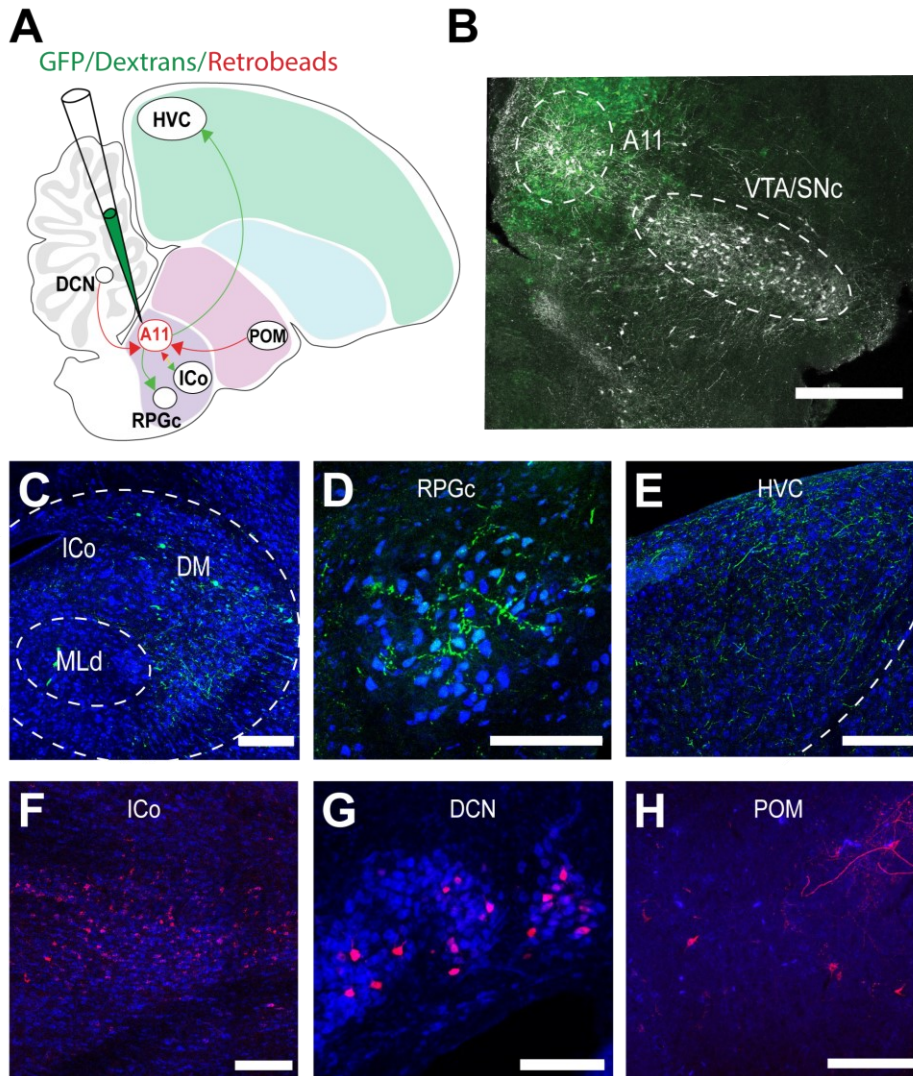 A
GFP/Dextrans/Retrobeads
HVC
DCN
A11
POM
ICo
RPGc
B
A11
VTA/SNc
C
ICo
DM
MLd
D
RPGc
E
HVC
F
ICo
G
DCN
H
POM